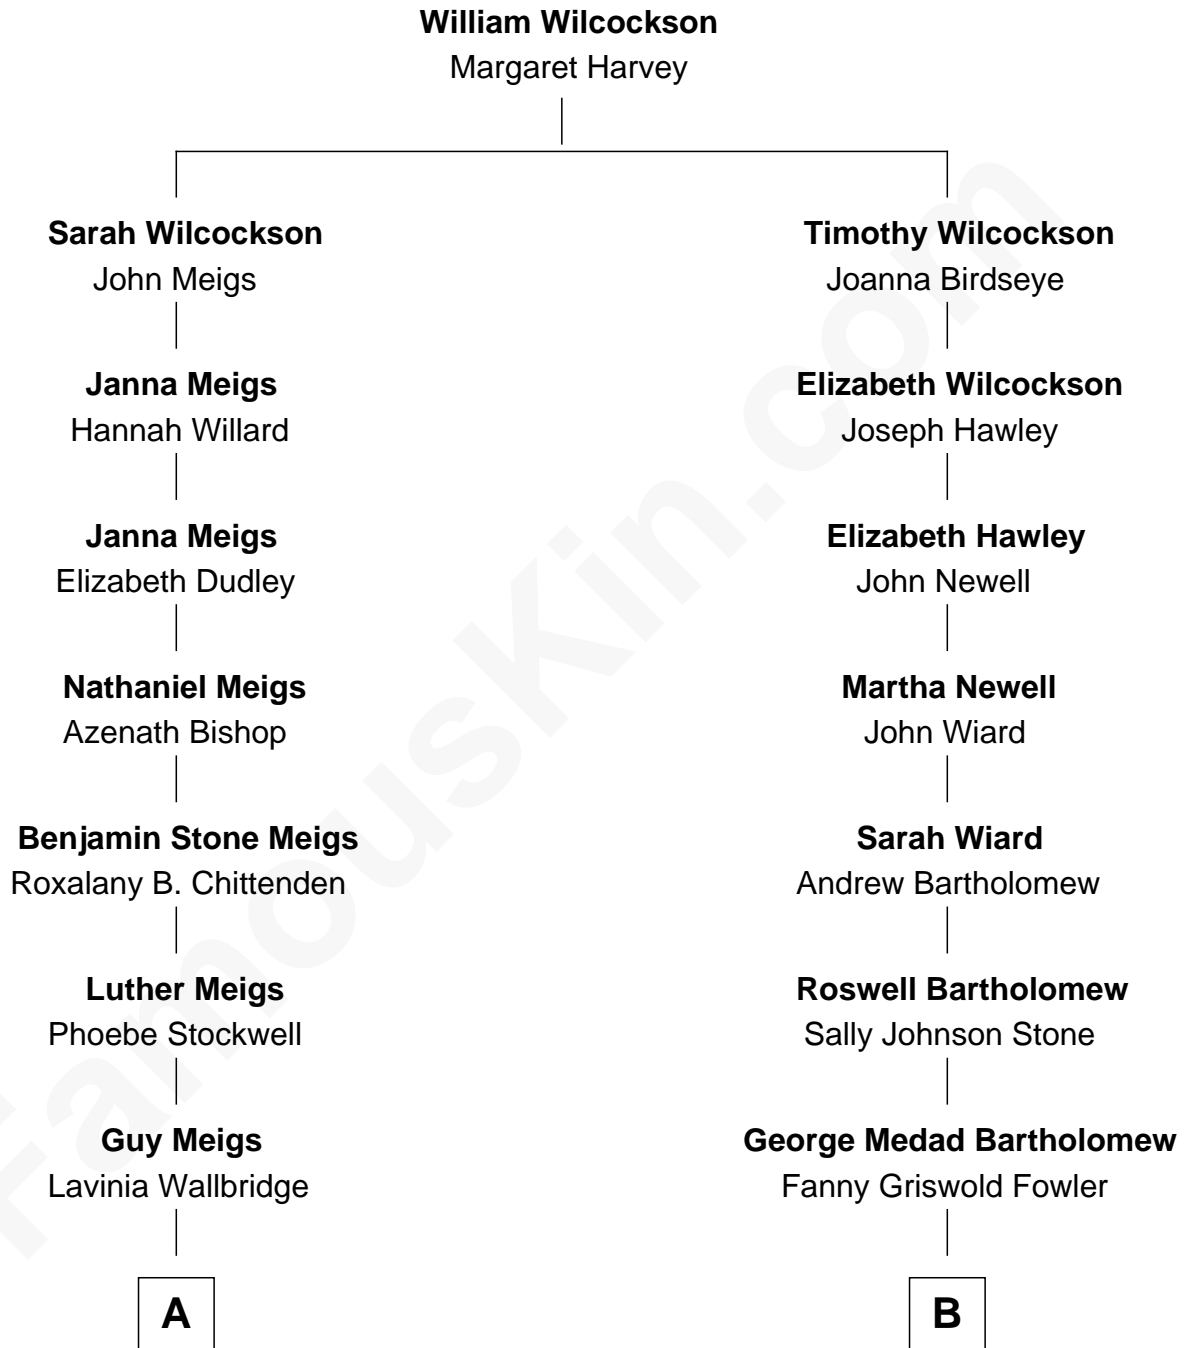 William Wilcockson
Margaret Harvey
Sarah Wilcockson
John Meigs
Timothy Wilcockson
Joanna Birdseye
Janna Meigs
Hannah Willard
Elizabeth Wilcockson
Joseph Hawley
Janna Meigs
Elizabeth Dudley
Elizabeth Hawley
John Newell
Nathaniel Meigs
Azenath Bishop
Martha Newell
John Wiard
Benjamin Stone Meigs
Roxalany B. Chittenden
Sarah Wiard
Andrew Bartholomew
Luther Meigs
Phoebe Stockwell
Roswell Bartholomew
Sally Johnson Stone
Guy Meigs
Lavinia Wallbridge
George Medad Bartholomew
Fanny Griswold Fowler
A
B
FamousKin.com